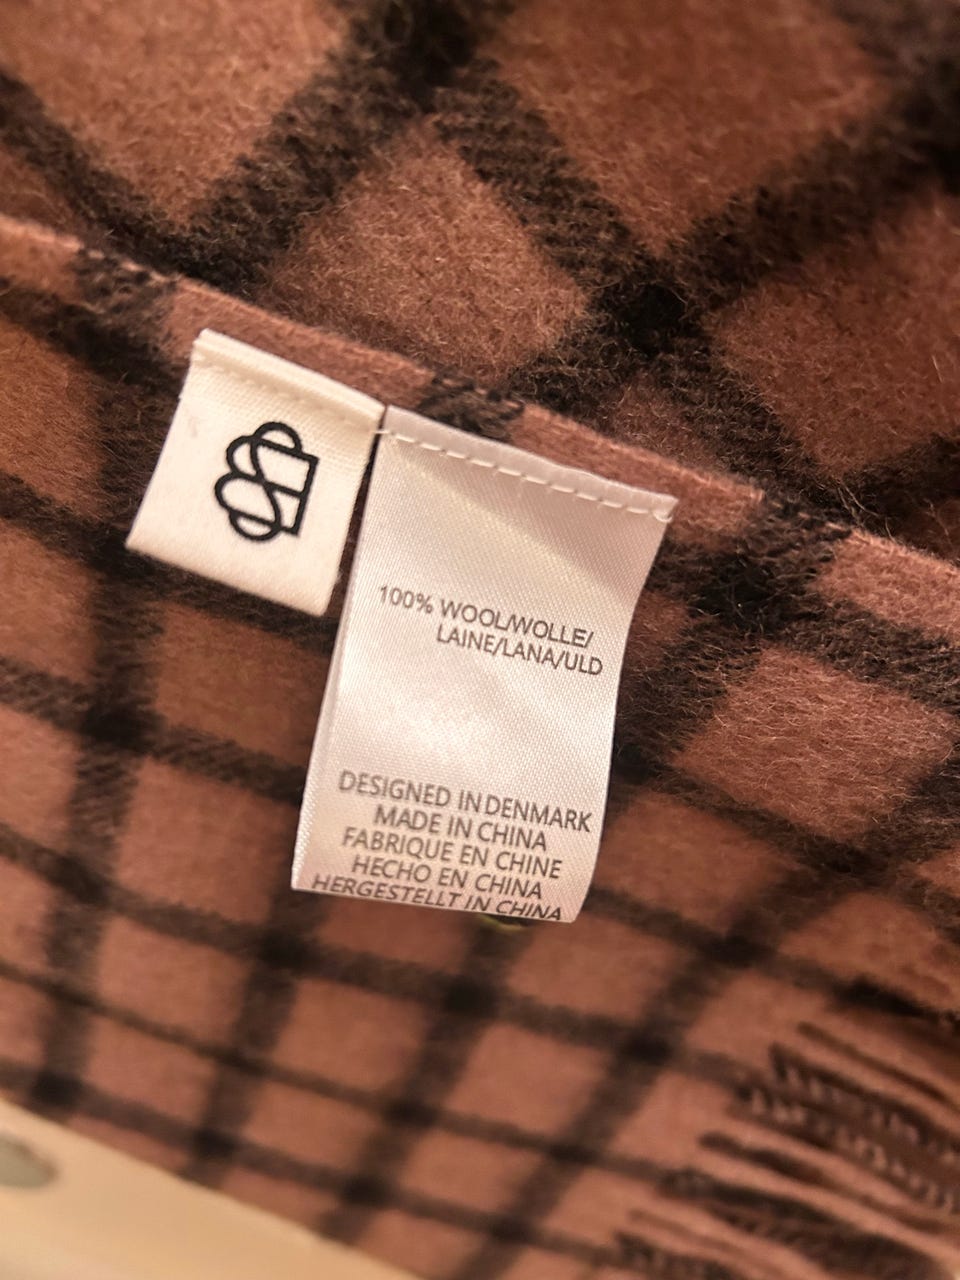 100% WOOL/WOLLE/
LAINE/LANA/ULD
DESIGNED IN DENMARK
MADE IN CHINA
FABRIQUE EN CHINE
HECHO EN CHINA
HERGESTELLT IN CHINA